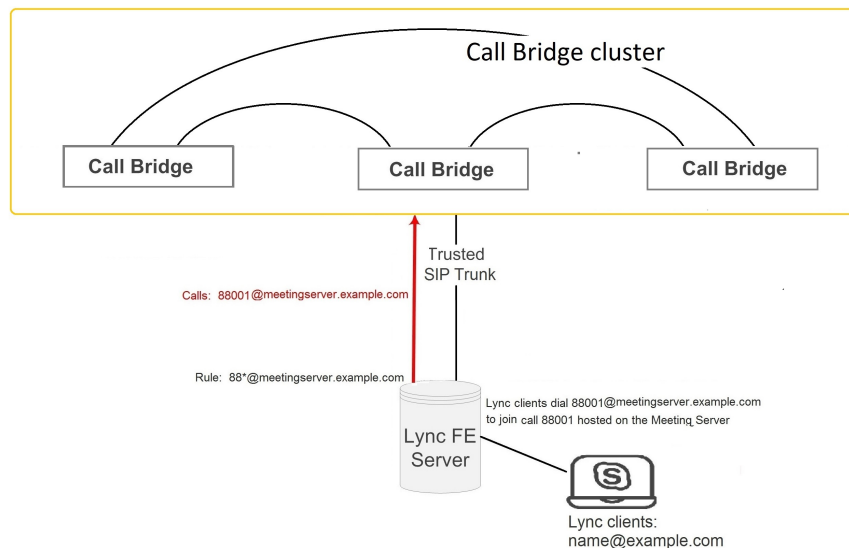 Call Bridge cluster
Call Bridge
Call Bridge
Call Bridge
Trusted
SIP Trunk
Calls: 88001@meetingserver.example.com
Rule: 88*@meetingserver.example.com
Lync clients dial 88001@meetingserver.example.com
to join call 88001 hosted on the Meeting Server
Lync FE
Server
S
Lync clients:
name@example.com